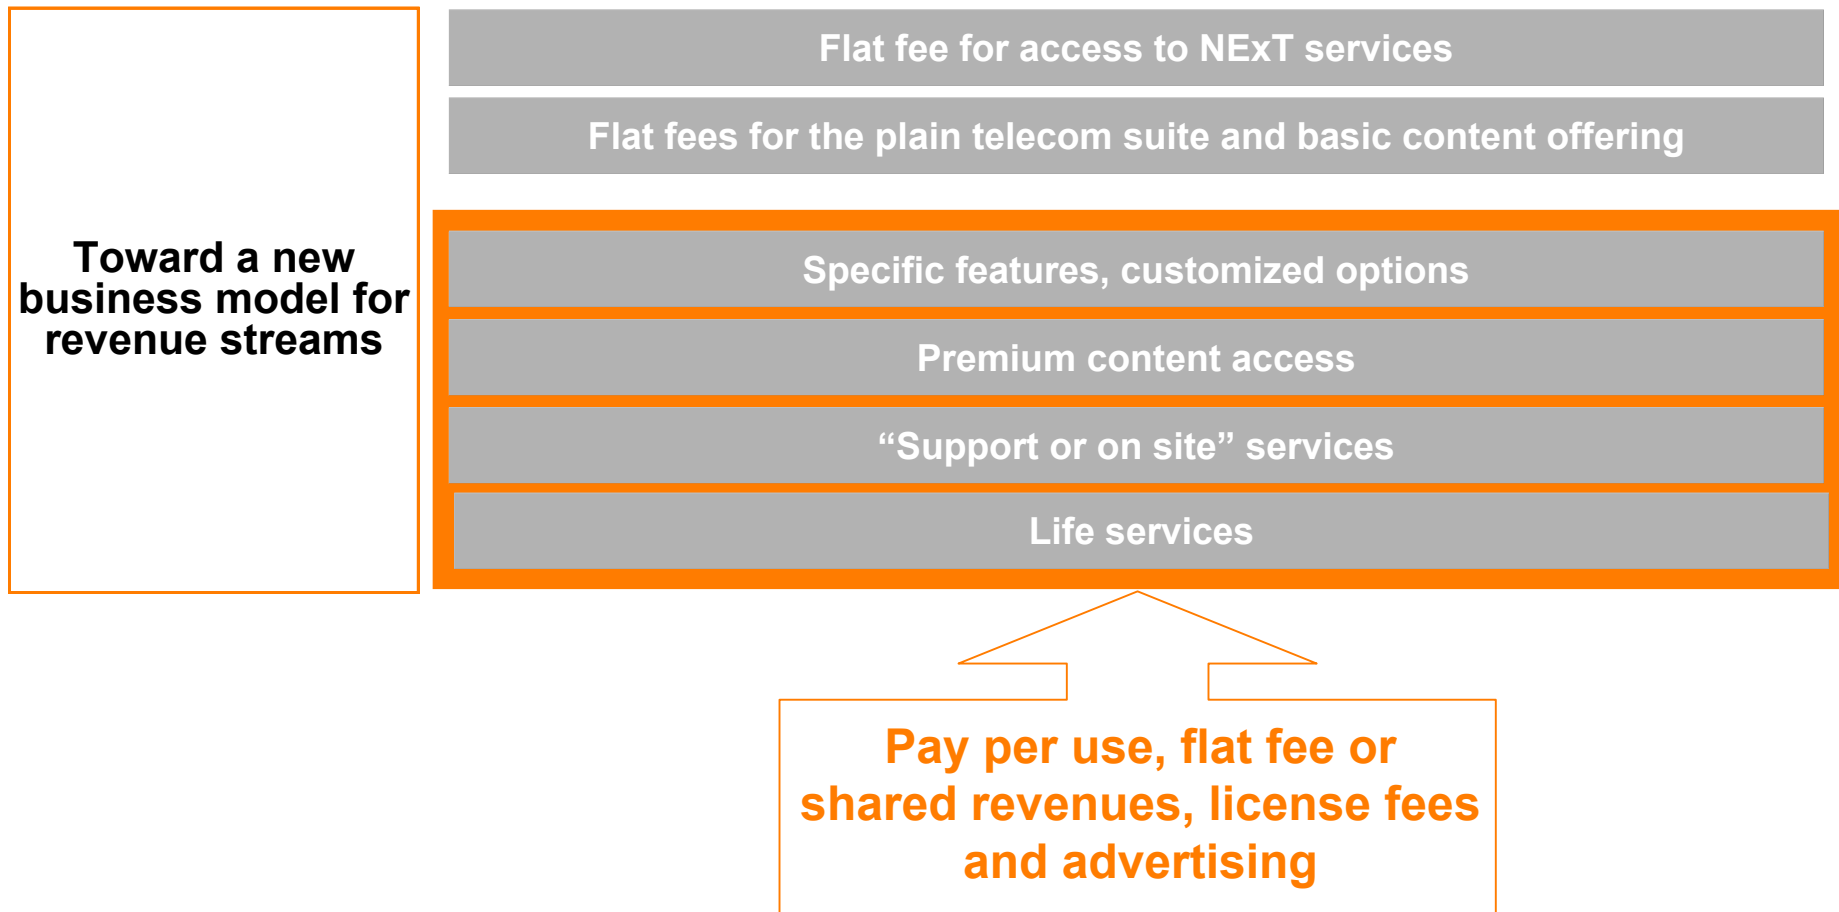 Flat fee for access to NExT services
Flat fees for the plain telecom suite and basic content offering
Toward a new
business model for
revenue streams
Specific features, customized options
Premium content access
“Support or on site” services
Life services
Pay per use, flat fee or
shared revenues, license fees
and advertising